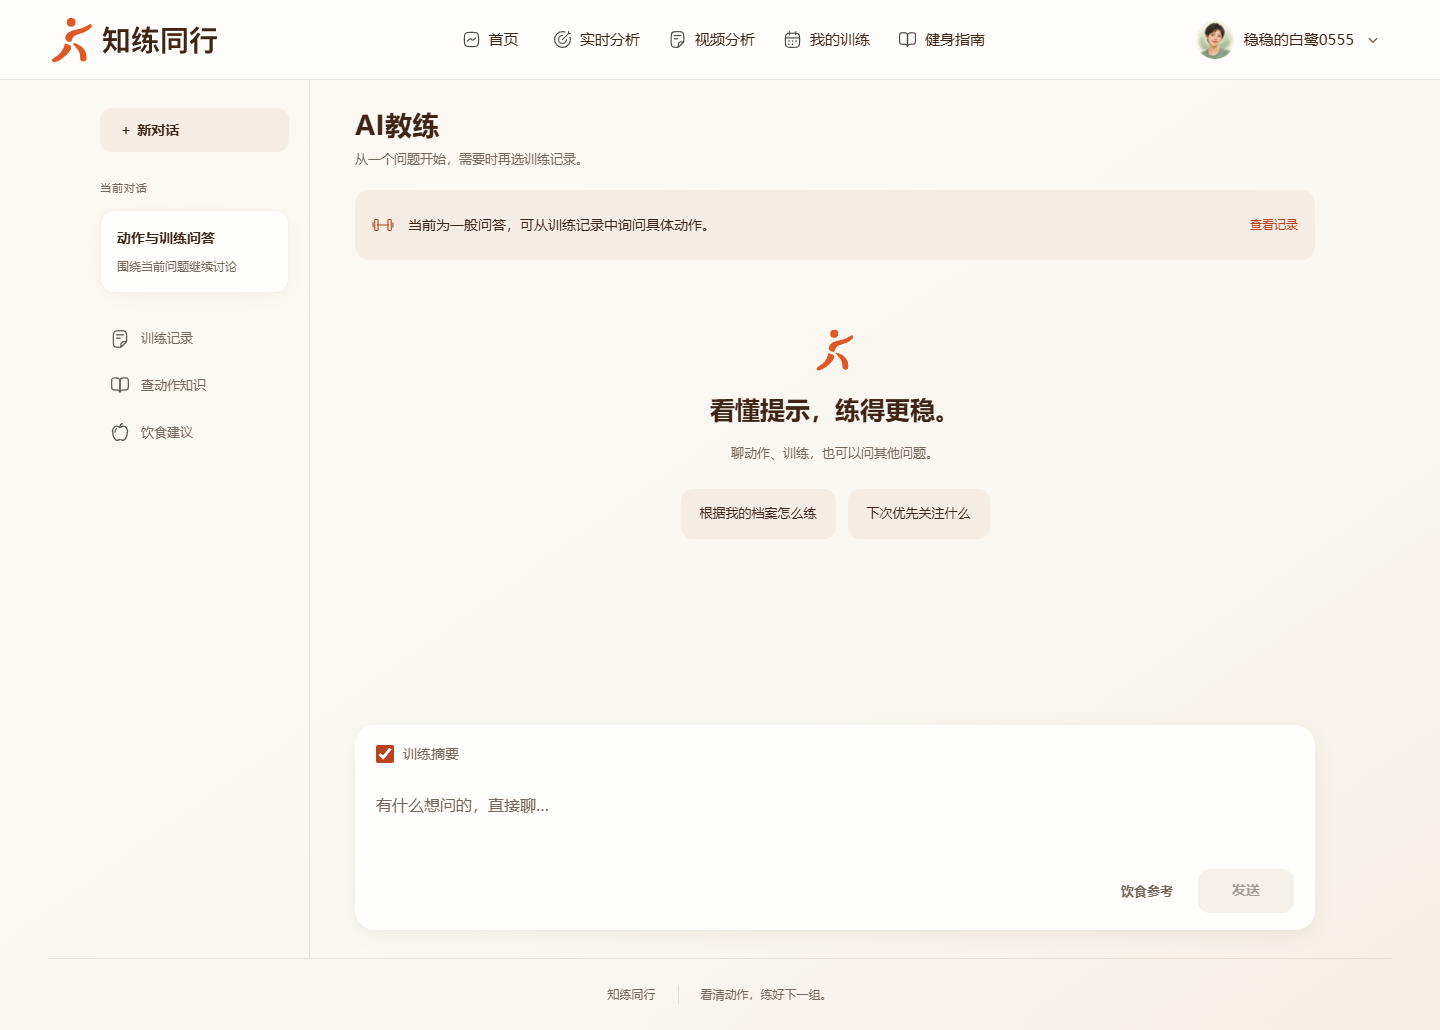 知练同行
首页
实时分析
视频分析
我的训练
健身指南
稳稳的白鹭0555
+ 新对话
当前对话
动作与训练问答
围绕当前问题继续讨论
训练记录
查动作知识
饮食建议
AI教练
从一个问题开始，需要时再选训练记录。
当前为一般问答，可从训练记录中询问具体动作。
查看记录
看懂提示，练得更稳。
聊动作、训练，也可以问其他问题。
根据我的档案怎么练
下次优先关注什么
训练摘要
有什么想问的，直接聊...
饮食参考
发送
知练同行
看清动作，练好下一组。